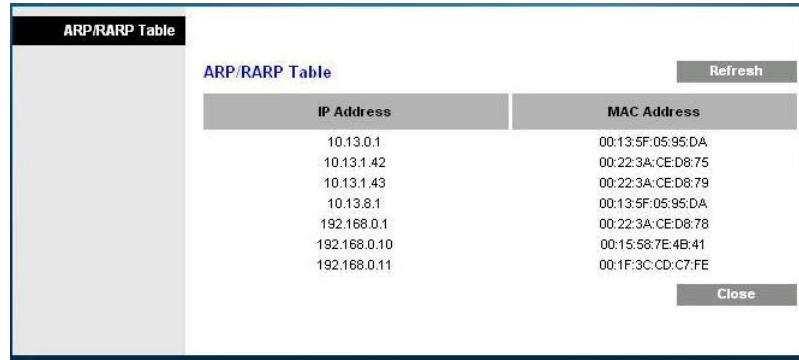 ARP/RARP Table
ARP/RARP Table
Refresh
IP Address MAC Address
10.13.0.1 00:13:5F:05:95:DA
10.13.1.42 00:22:3A:CE:D8:75
10.13.1.43 00:22:3A:CE:D8:79
10.13.8.1 00:13:5F:05:95:DA
192.168.0.1 00:22:3A:CE:D8:78
192.168.0.10 00:15:58:7E:4B:41
192.168.0.11 00:1F:3C:CD:C7:FE
Close